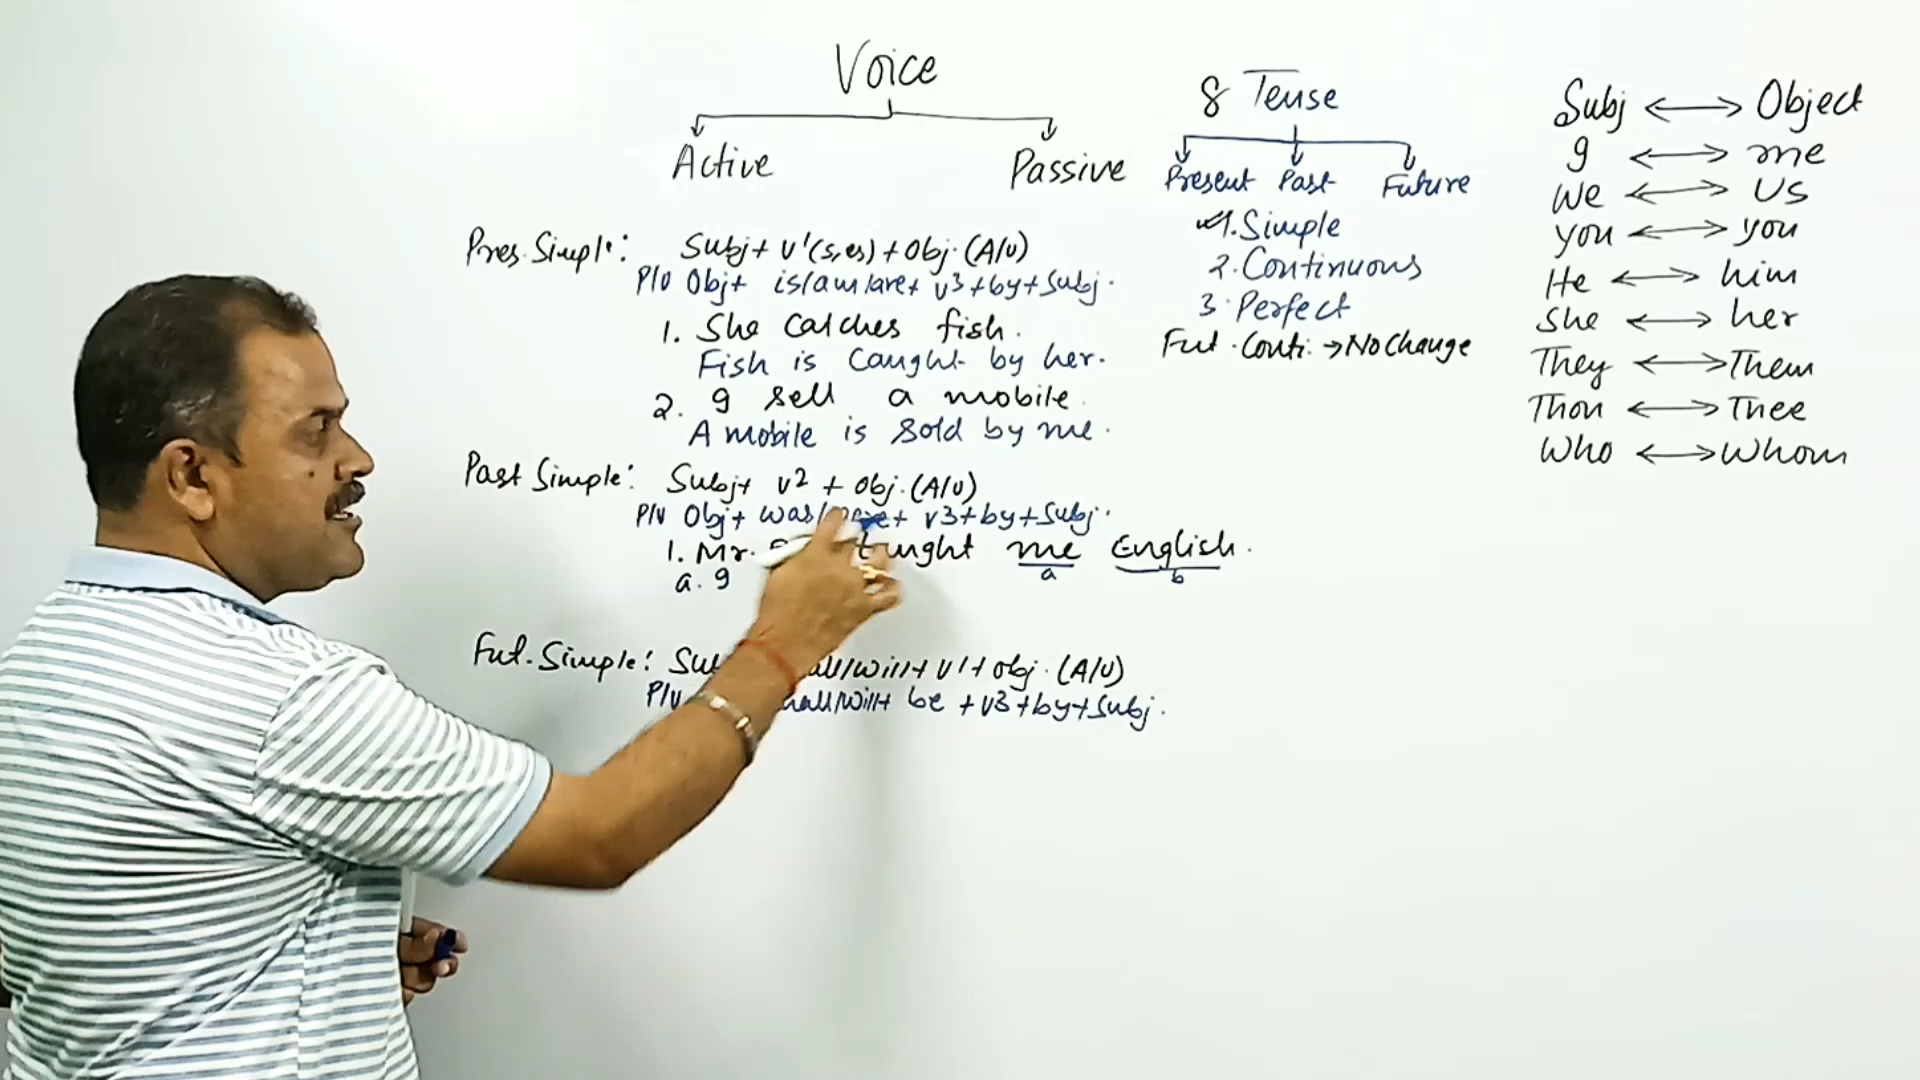 Voice
Active Passive
Pres. Simple: Subj + v¹(s,es) + Obj. (A/v)
P/v Obj + is/am/are + v3 + by + Subj.
1. She catches fish.
Fish is caught by her.
2. I sell a mobile.
A mobile is sold by me.
Past Simple: Subj + v2 + Obj. (A/v)
P/v Obj + was/ + v3 + by + Subj.
1. Mr. me English.
a b
a. I
Fut. Simple: /will + v1 + obj. (A/v)
P/v /will + be + v3 + by + Subj.
8 Tense
Present Past Future
1. Simple
2. Continuous
3. Perfect
Fut. Conti. → No Change
Subj ↔ Object
I ↔ me
We ↔ Us
you ↔ you
He ↔ him
She ↔ her
They ↔ Them
Thou ↔ Thee
Who ↔ Whom